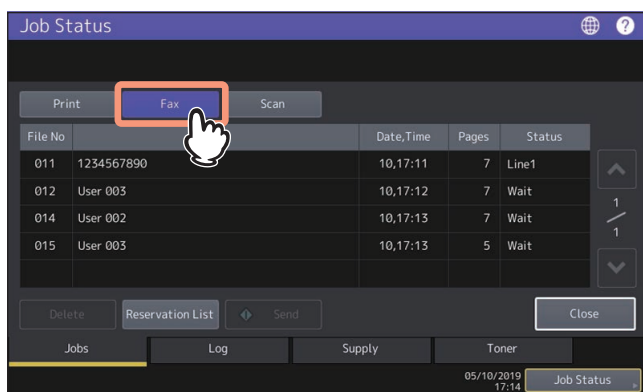 Job Status ?
Print Fax Scan
File No Date,Time Pages Status
011 1234567890 10,17:11 7 Line1
012 User 003 10,17:12 7 Wait
014 User 002 10,17:13 7 Wait
015 User 003 10,17:13 5 Wait
1
1
Delete Reservation List Send Close
Jobs Log Supply Toner
05/10/2019
17:14 Job Status